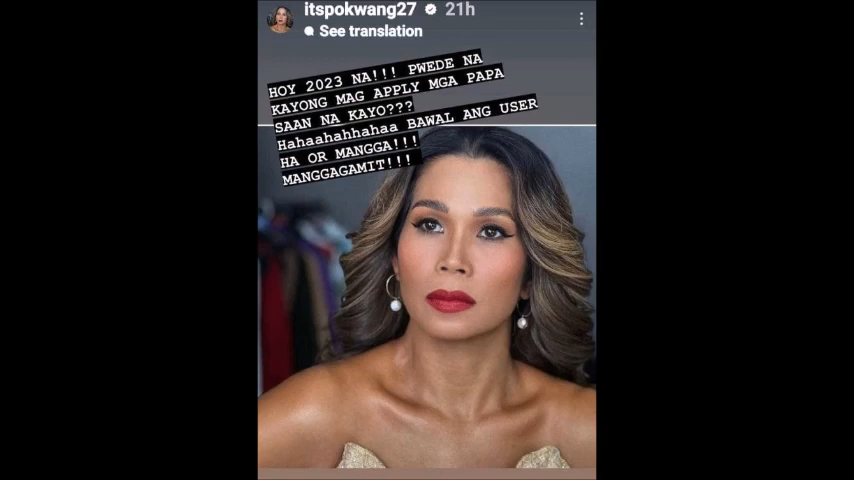 itspokwang27 21h
See translation
HOY 2023 NA!!! PWEDE NA
KAYONG MAG APPLY MGA PAPA
SAAN NA KAYO???
Hahaahahhahaa BAWAL ANG USER
HA OR MANGGA!!!
MANGGAGAMIT!!!